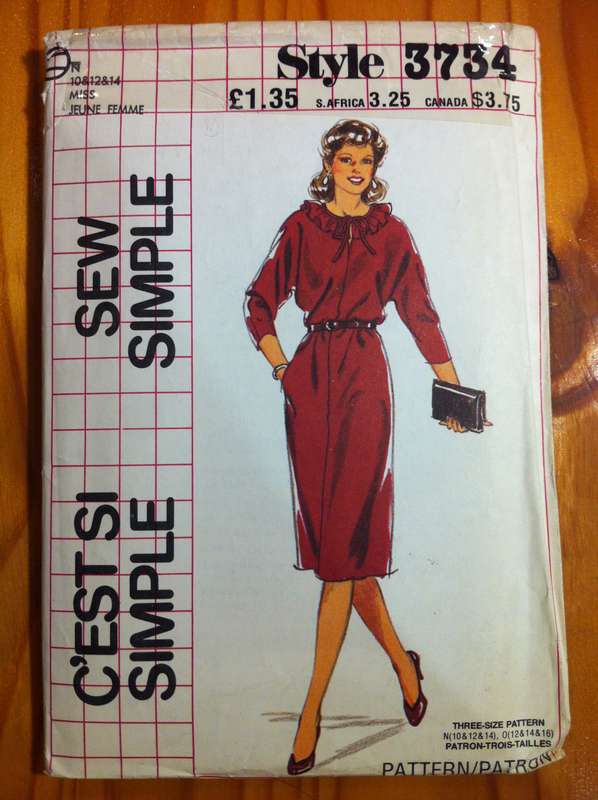 Style 3734
N
10&12&14
MISS
JEUNE FEMME
£1.35 S.AFRICA 3.25 CANADA $3.75
SEW
SIMPLE
C'EST SI
SIMPLE
THREE-SIZE PATTERN
N(10&12&14), O(12&14&16)
PATRON-TROIS-TAILLES
PATTERN/PATRON